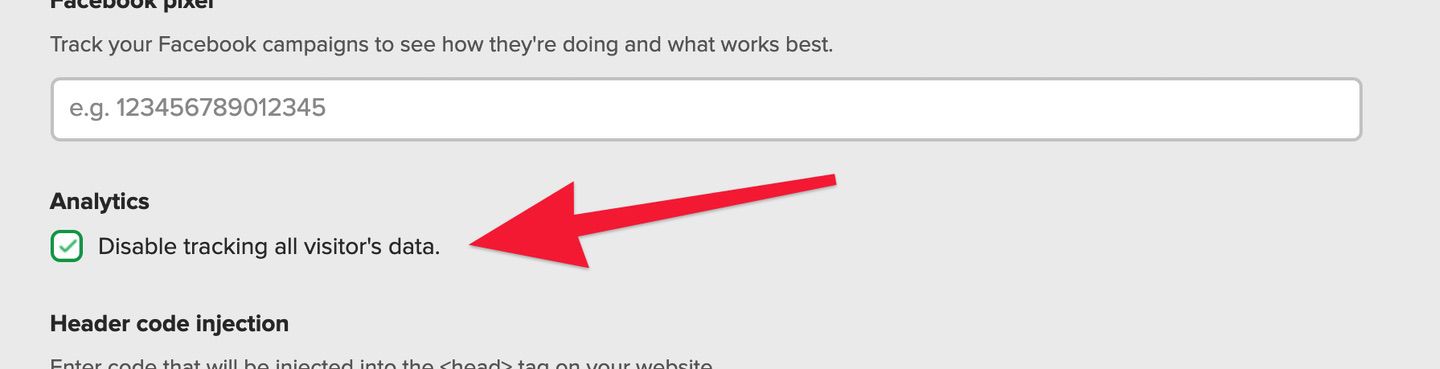 Facebook pixel
Track your Facebook campaigns to see how they're doing and what works best.
e.g. 123456789012345
Analytics
Disable tracking all visitor's data.
Header code injection
Enter code that will be injected into the <head> tag on your website